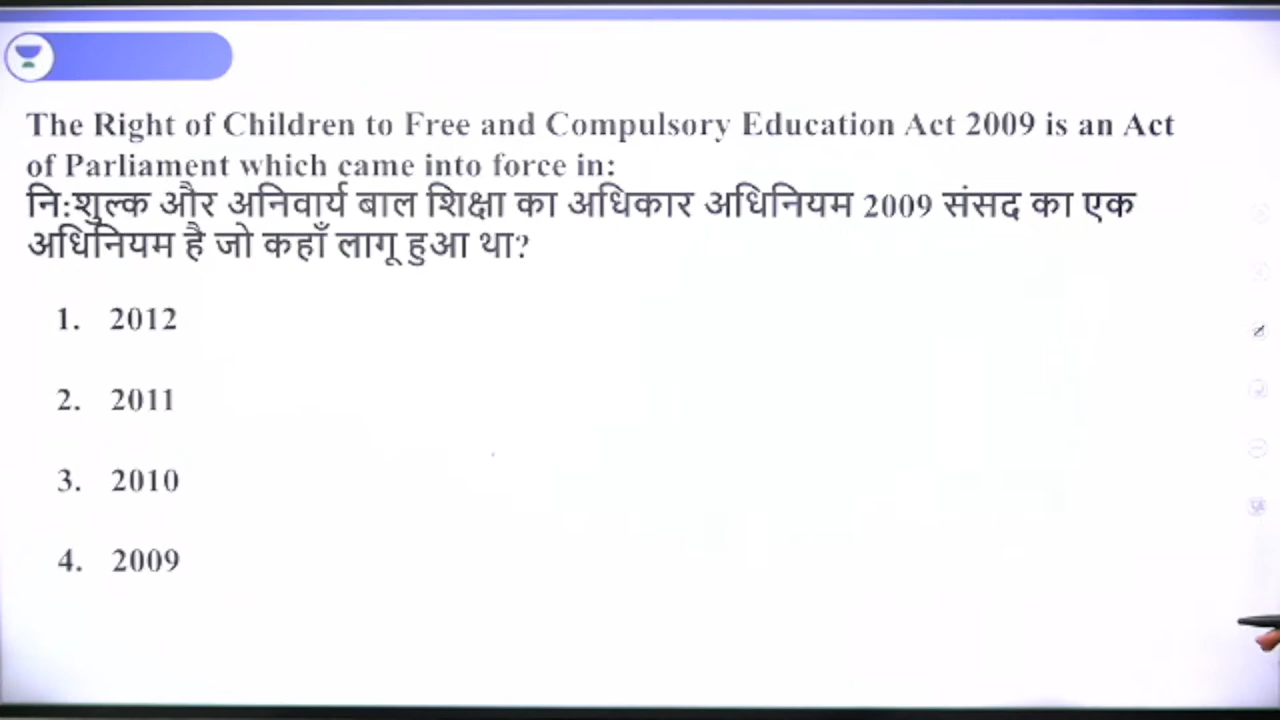 The Right of Children to Free and Compulsory Education Act 2009 is an Act
of Parliament which came into force in:
नि:शुल्क और अनिवार्य बाल शिक्षा का अधिकार अधिनियम 2009 संसद का एक
अधिनियम है जो कहाँ लागू हुआ था?
1. 2012
2. 2011
3. 2010
4. 2009